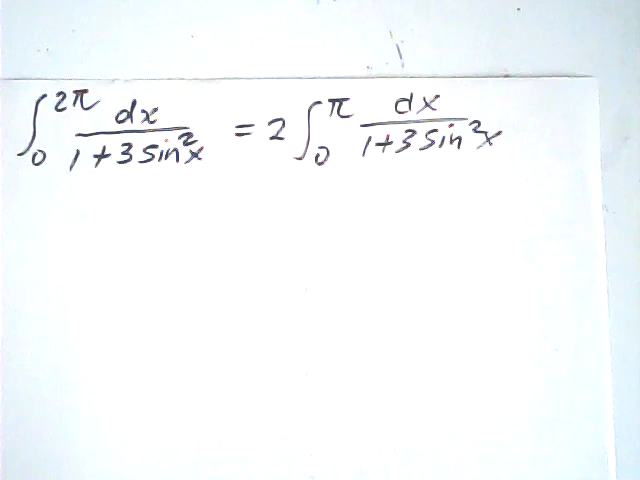 ∫₀^{2π} dx/(1+3sin²x) = 2∫₀^{π} dx/(1+3sin²x)